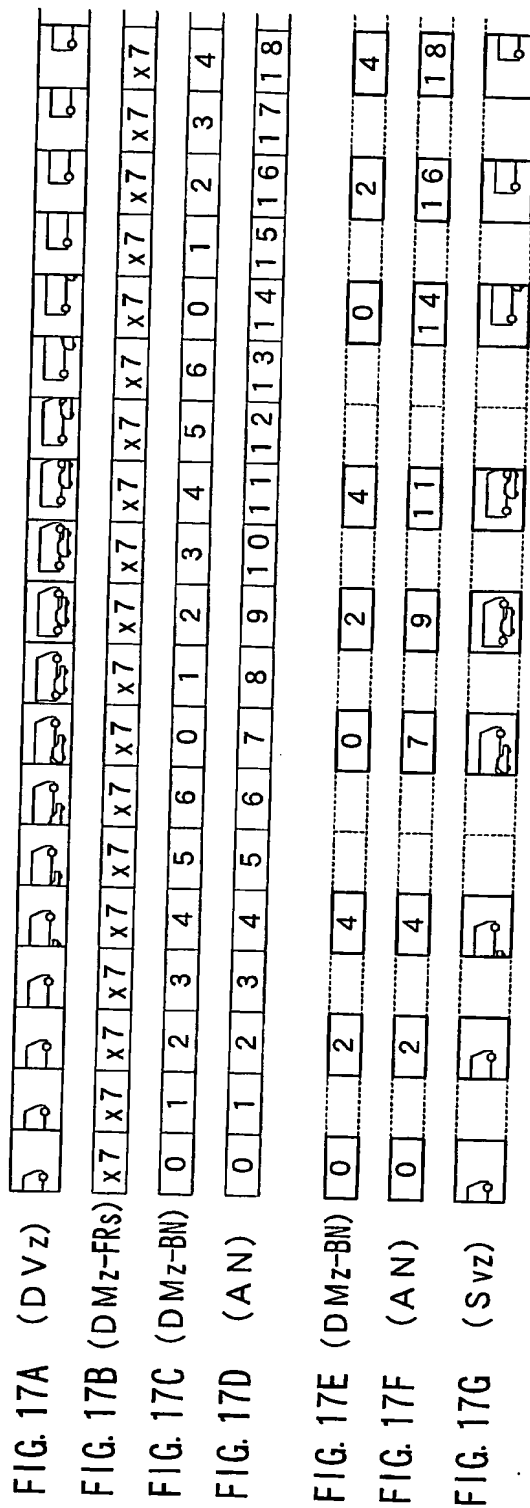 FIG. 17A (DVz)
FIG. 17B (DMz-FRs) x7 x7 x7 x7 x7 x7 x7 x7 x7 x7 x7 x7 x7 x7 x7 x7 x7 x7 x7
FIG. 17C (DMz-BN) 0 1 2 3 4 5 6 0 1 2 3 4 5 6 0 1 2 3 4
FIG. 17D (AN) 0 1 2 3 4 5 6 7 8 9 10 11 12 13 14 15 16 17 18
FIG. 17E (DMz-BN) 0 2 4 0 2 4 0 2 4
FIG. 17F (AN) 0 2 4 7 9 11 14 16 18
FIG. 17G (Svz)